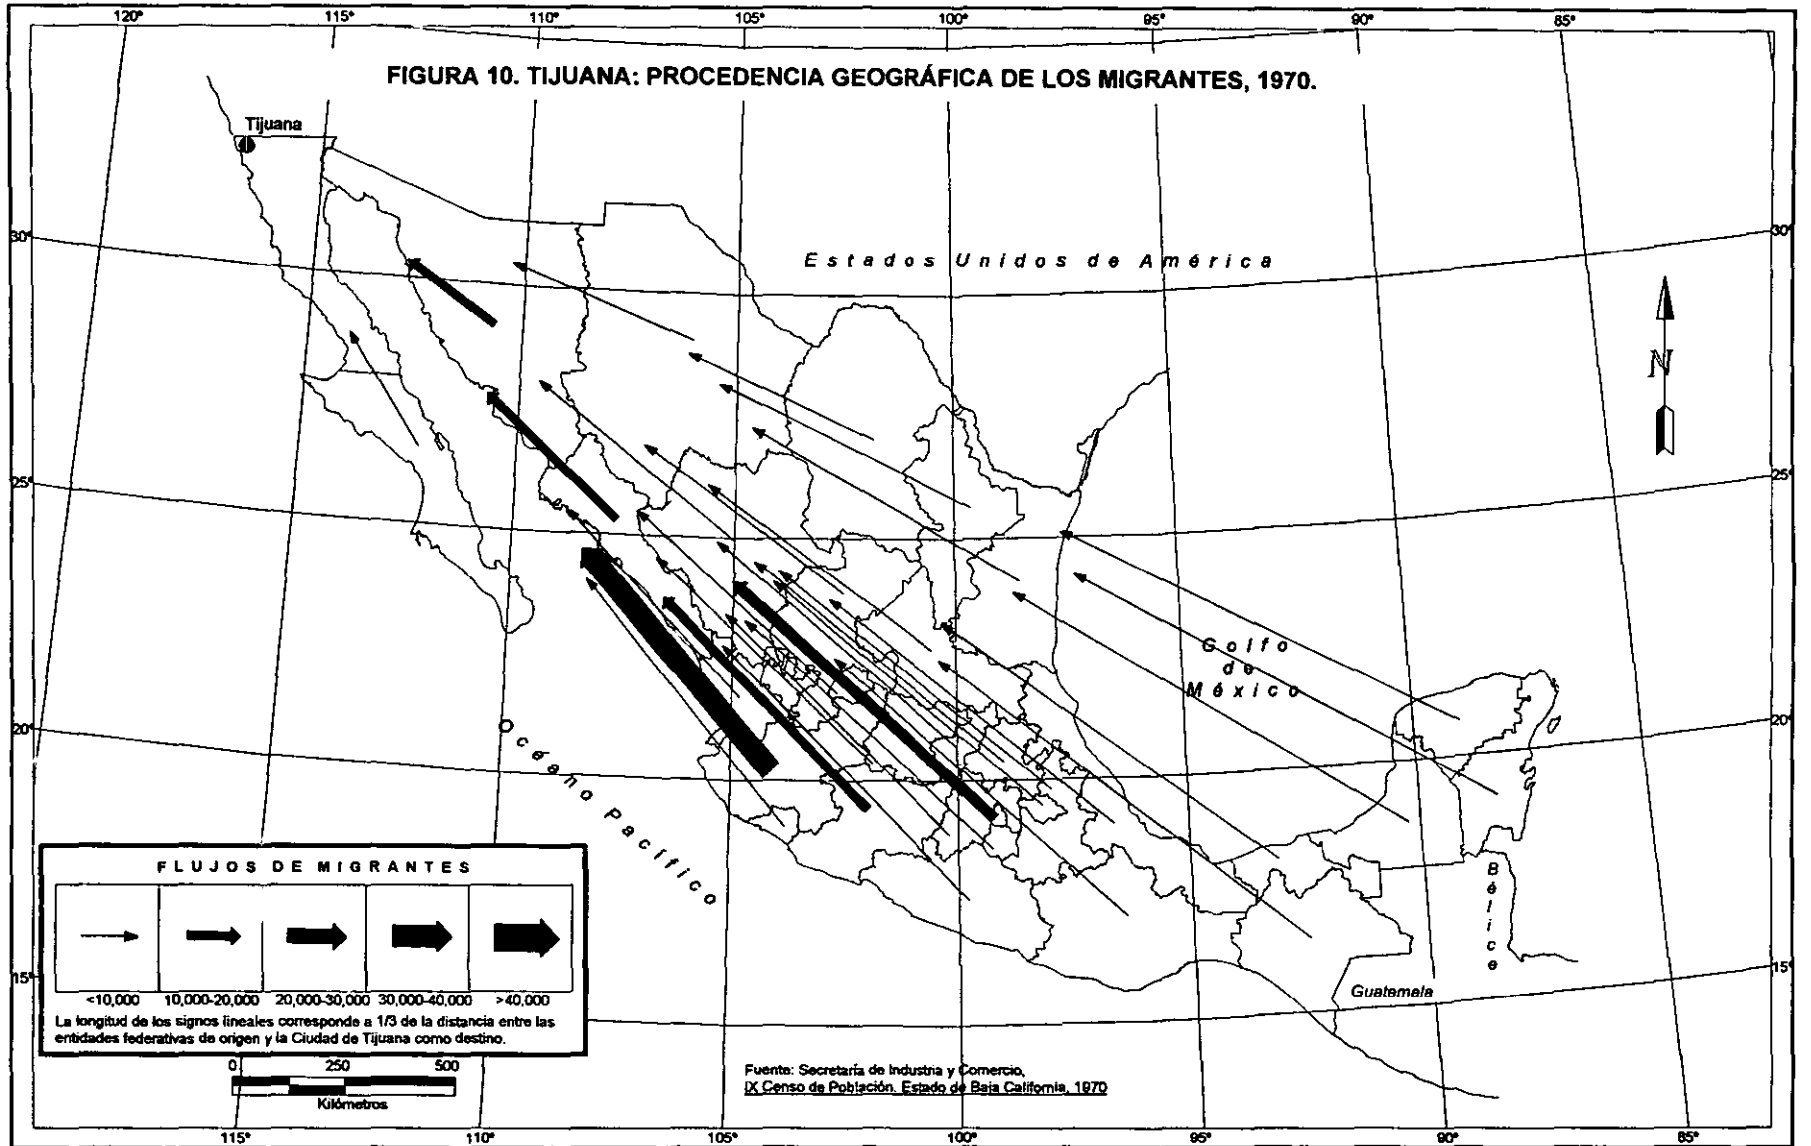 120° 115° 110° 105° 100° 95° 90° 85°
FIGURA 10. TIJUANA: PROCEDENCIA GEOGRÁFICA DE LOS MIGRANTES, 1970.
Tijuana
30° 30°
Estados Unidos de América
N
25° 25°
Golfo
de
México
20° 20°
Océano Pacífico
Bélice
FLUJOS DE MIGRANTES
15° 15°
<10,000 10,000-20,000 20,000-30,000 30,000-40,000 >40,000
Guatemala
La longitud de los signos lineales corresponde a 1/3 de la distancia entre las
entidades federativas de origen y la Ciudad de Tijuana como destino.
0 250 500
Kilómetros
Fuente: Secretaría de Industria y Comercio,
IX Censo de Población. Estado de Baja California, 1970
115° 110° 105° 100° 95° 90° 85°